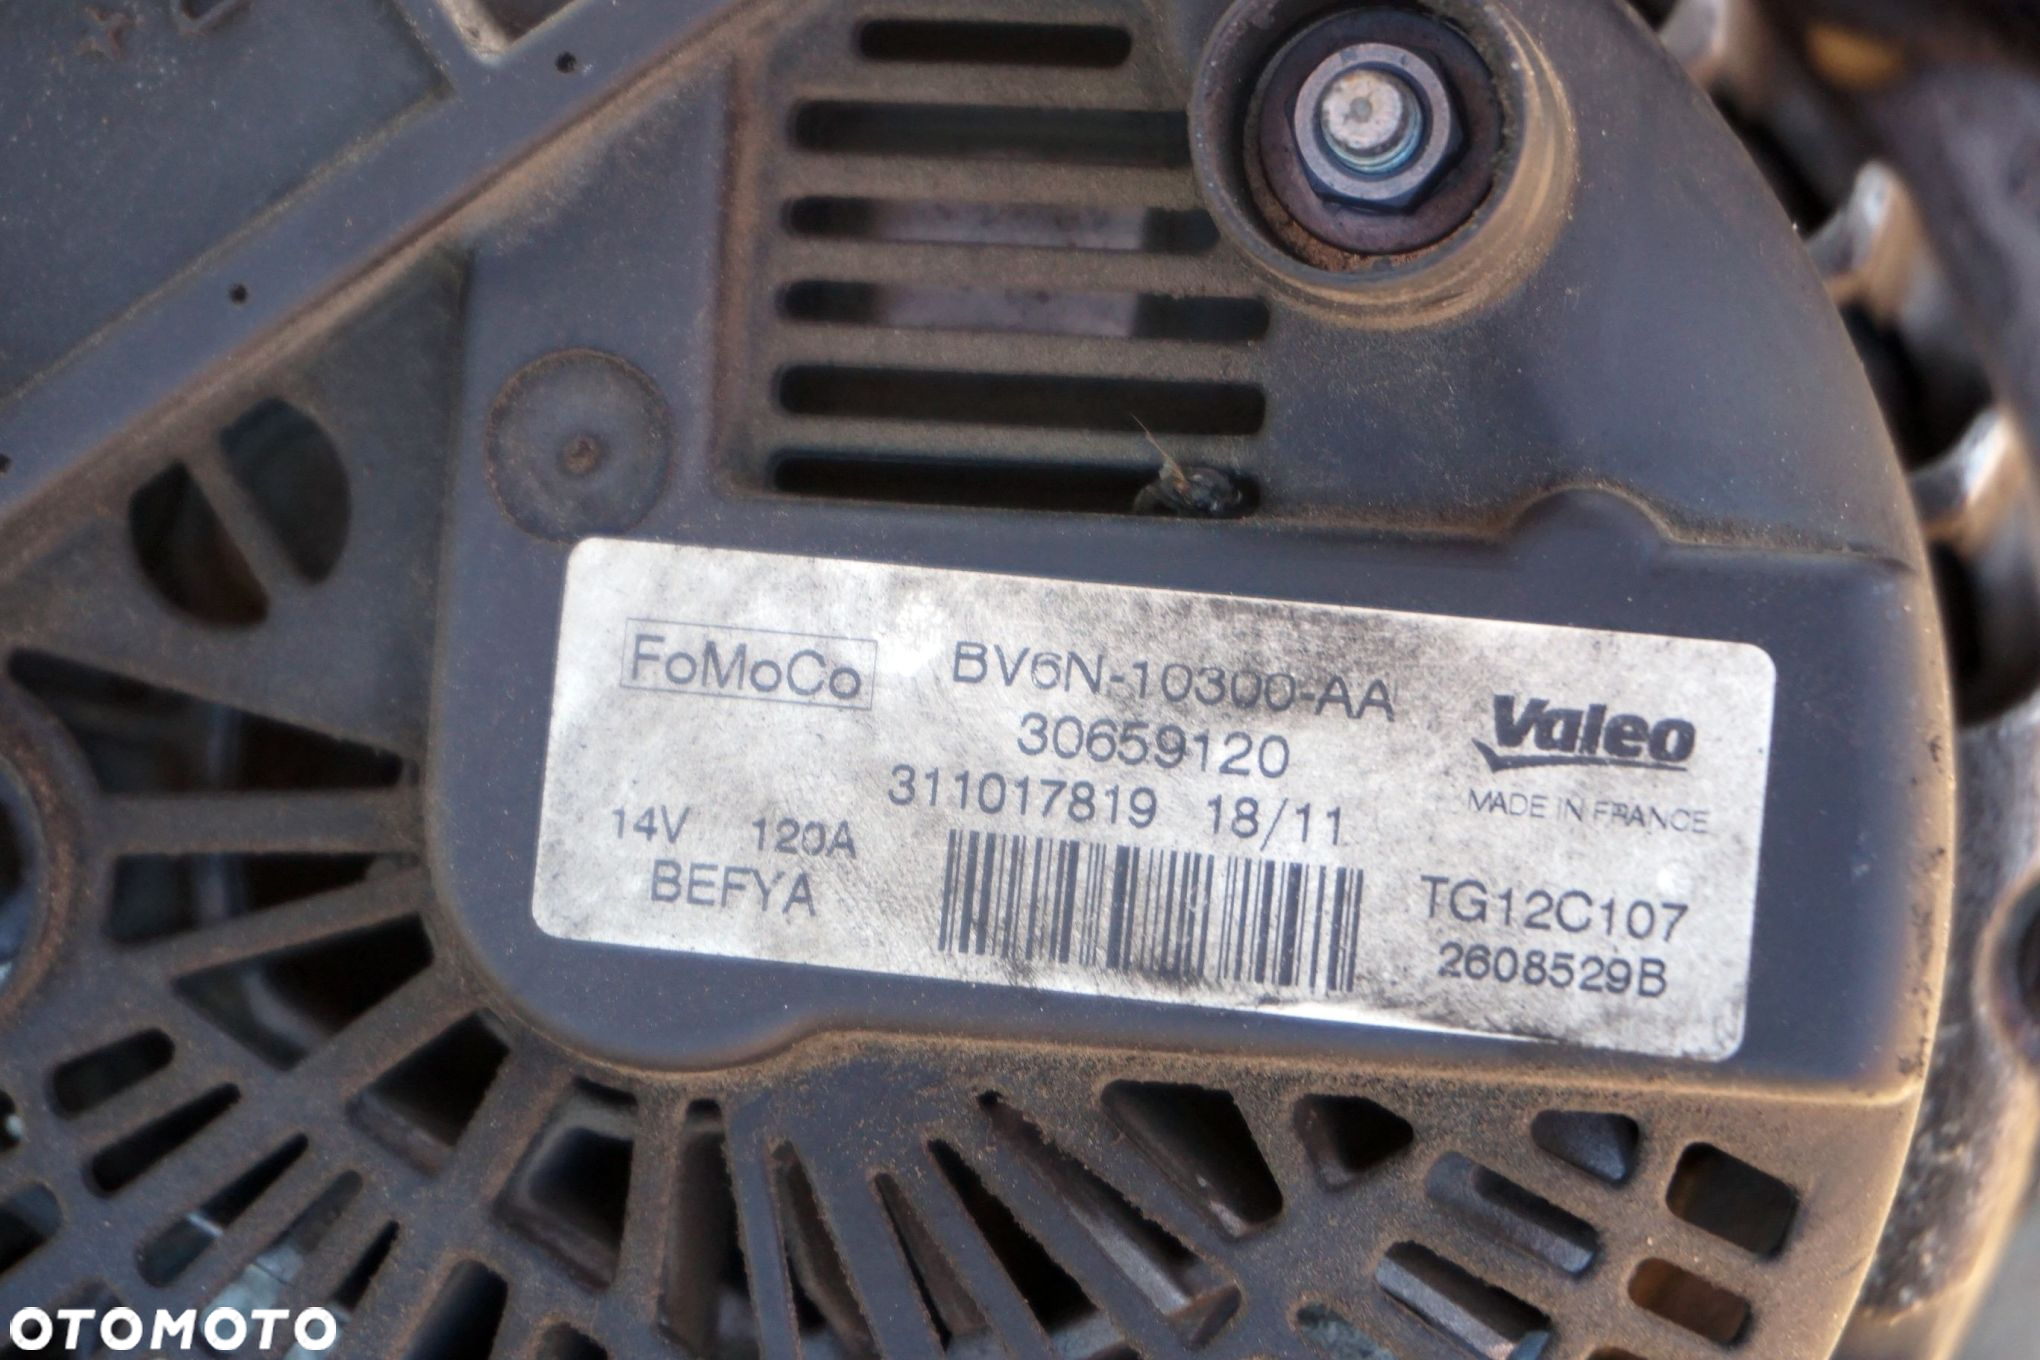 FoMoCo BV6N-10300-AA
30659120
Valeo
311017819 18/11
MADE IN FRANCE
14V 120A
BEFYA
TG12C107
2608529B
OTOMOTO